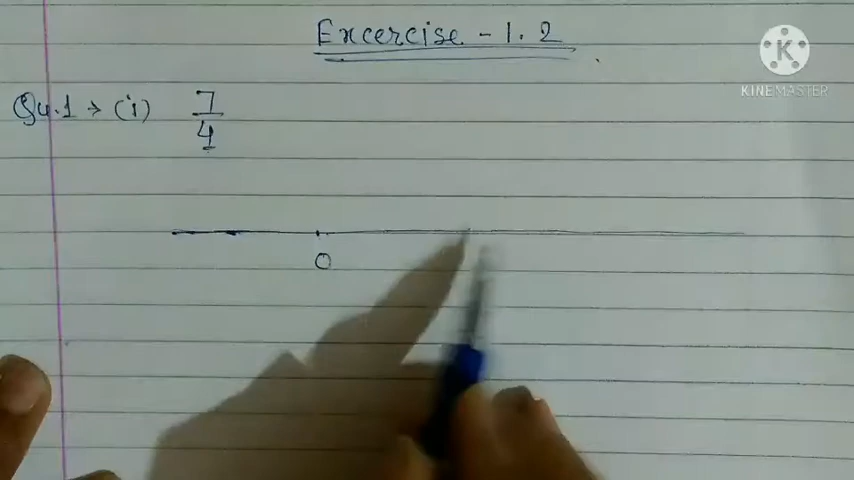 Excercise - 1.2
KINEMASTER
Qu.1 → (i) 7/4
0